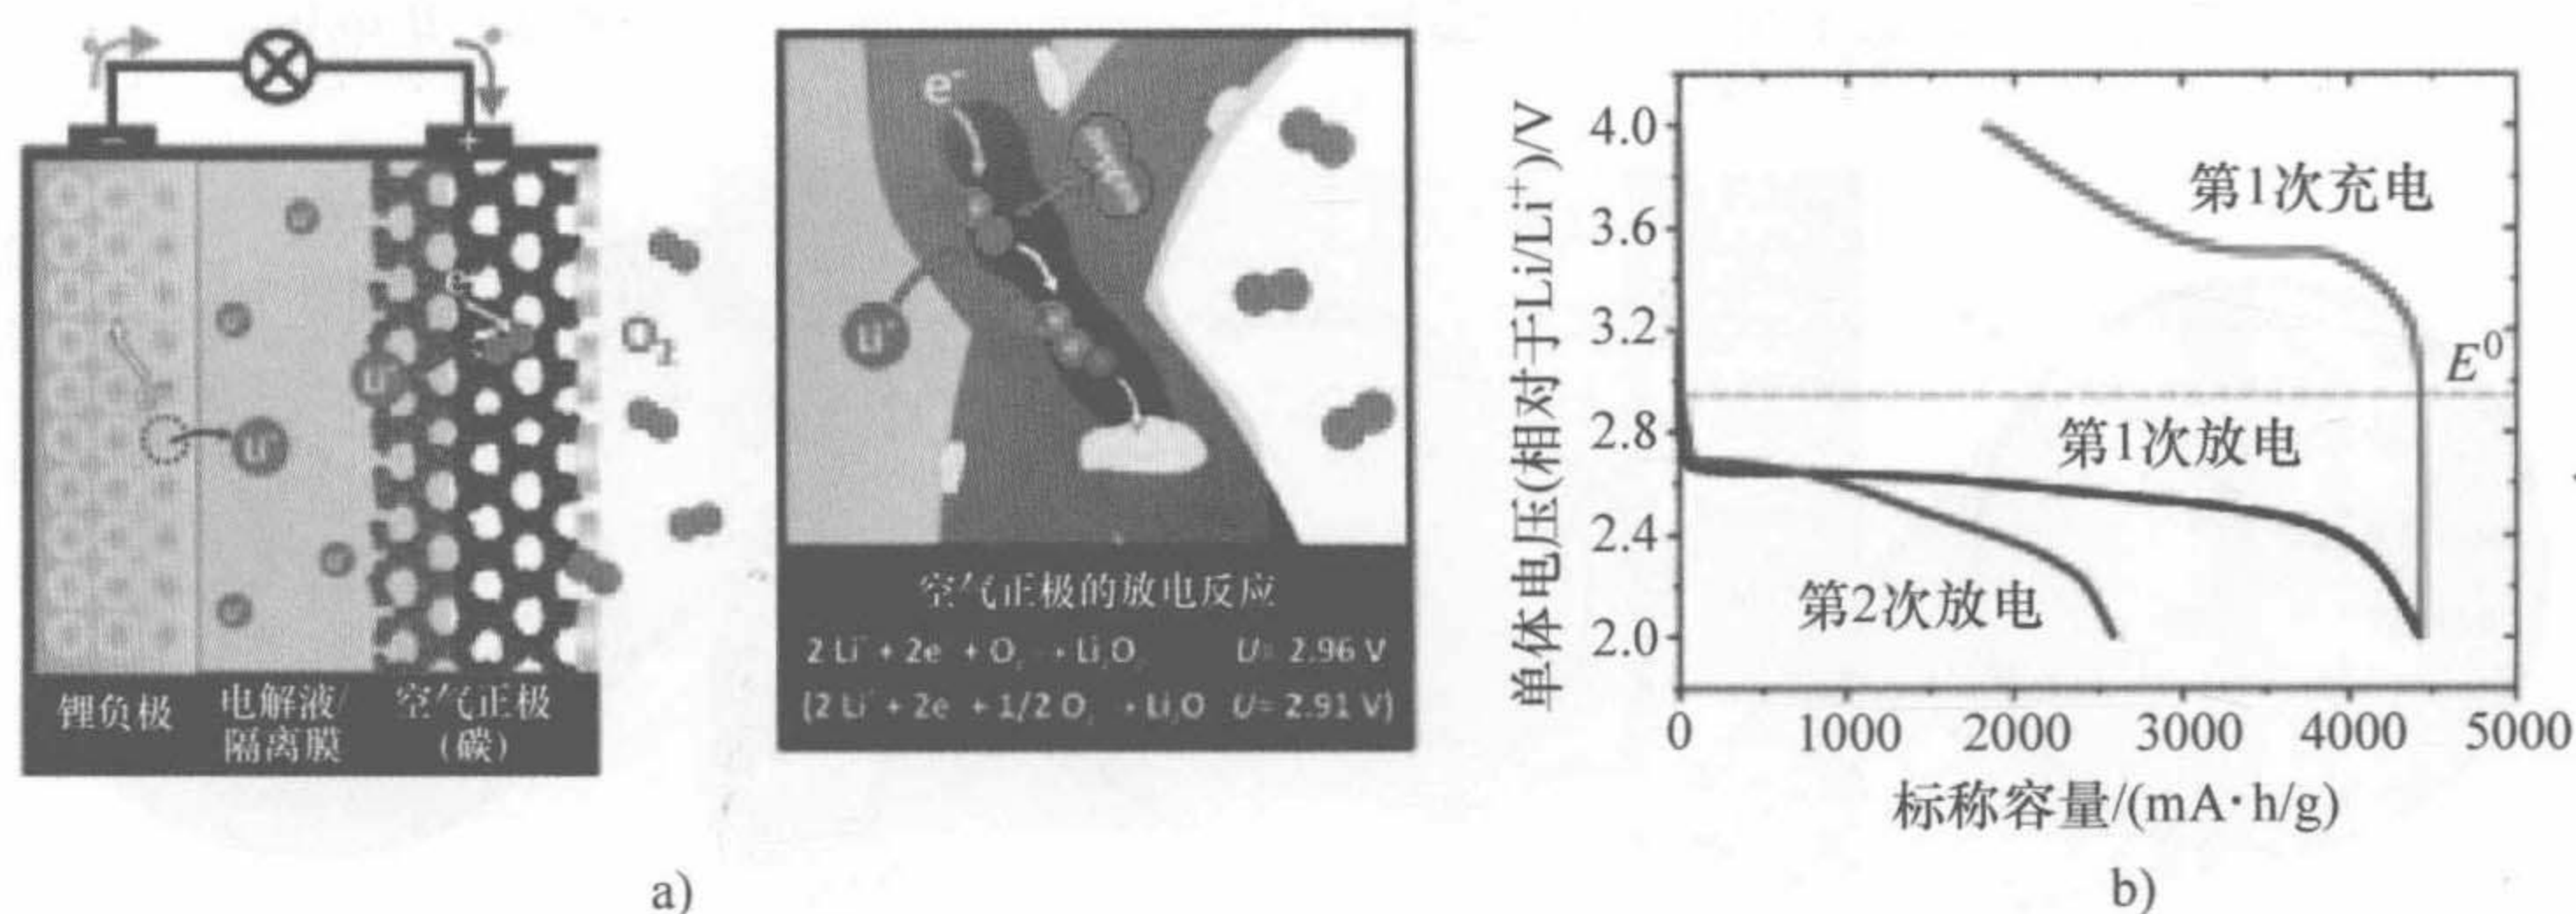 e⁻
−
+
e
Li⁺
O₂
锂负极
电解液/
隔离膜
空气正极
(碳)
e⁻
Li⁺
空气正极的放电反应
2 Li⁺ + 2e + O₂ → Li₂O₂ U= 2.96 V
(2 Li⁺ + 2e + 1/2 O₂ → Li₂O U= 2.91 V)
a)
单体电压(相对于Li/Li⁺)/V
4.0
3.6
3.2
2.8
2.4
2.0
第1次充电
E⁰
第1次放电
第2次放电
0 1000 2000 3000 4000 5000
标称容量/(mA·h/g)
b)